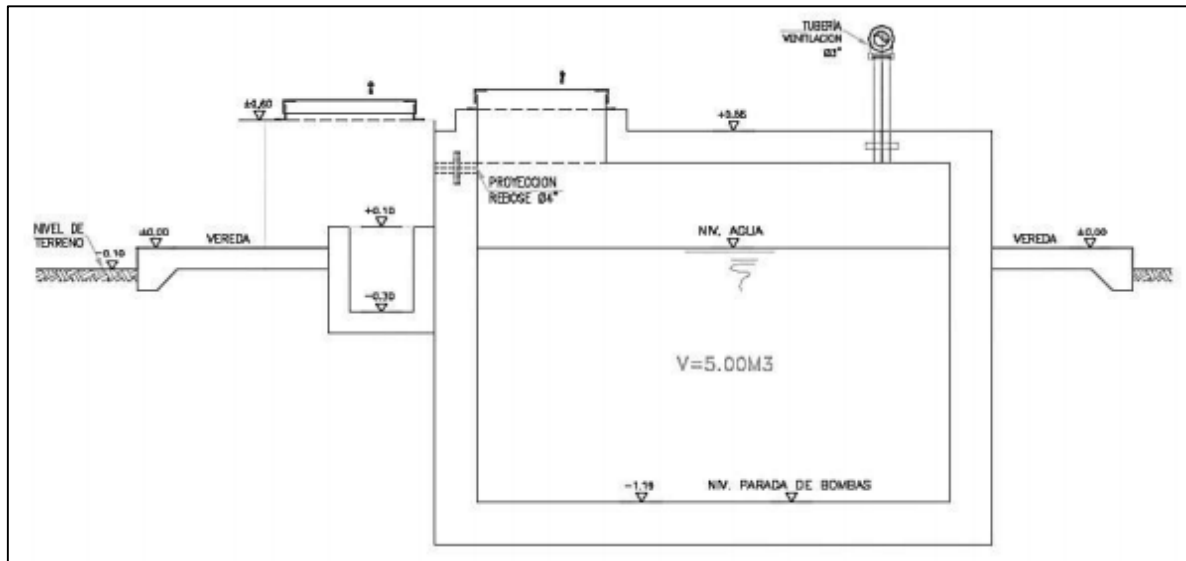 TUBERÍA
VENTILACION
Ø3"
±0.60
+0.55
PROYECCION
REBOSE Ø4"
+0.10
NIVEL DE
TERRENO
-0.10
±0.00
VEREDA
NIV. AGUA
VEREDA
±0.00
-0.30
V=5.00M3
NIV. PARADA DE BOMBAS